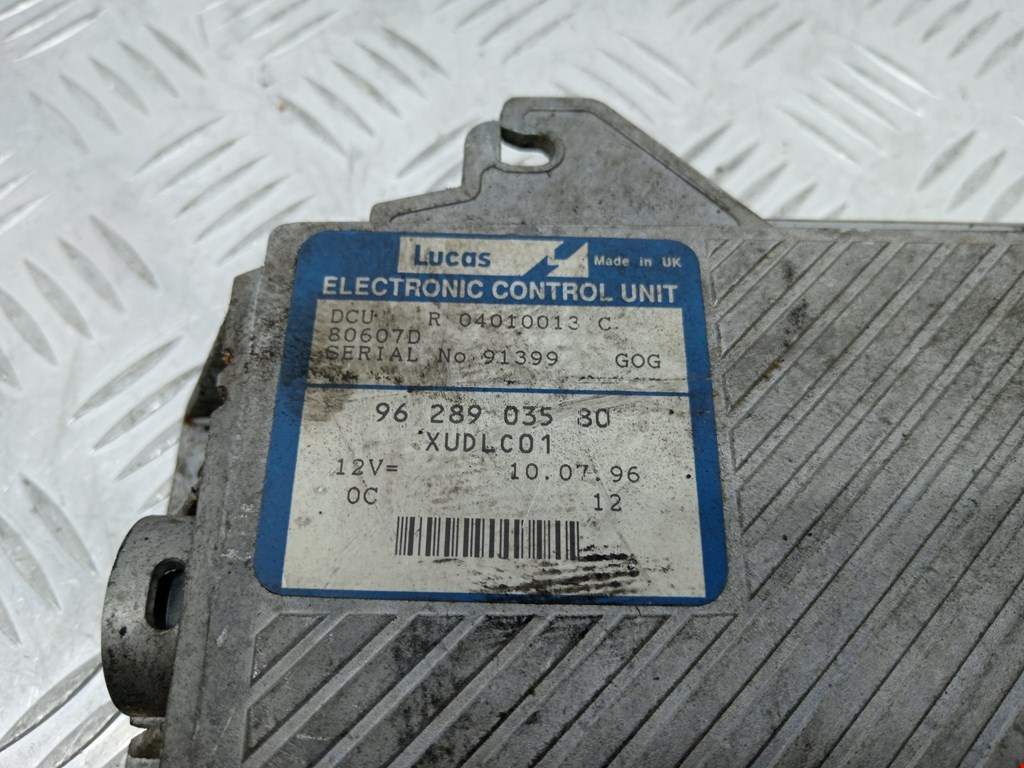 Lucas Made in UK
ELECTRONIC CONTROL UNIT
DCU R 04010013 C
80607D
SERIAL No 91399 GOG
96 289 035 80
XUDLC01
12V= 10.07.96
0C 12